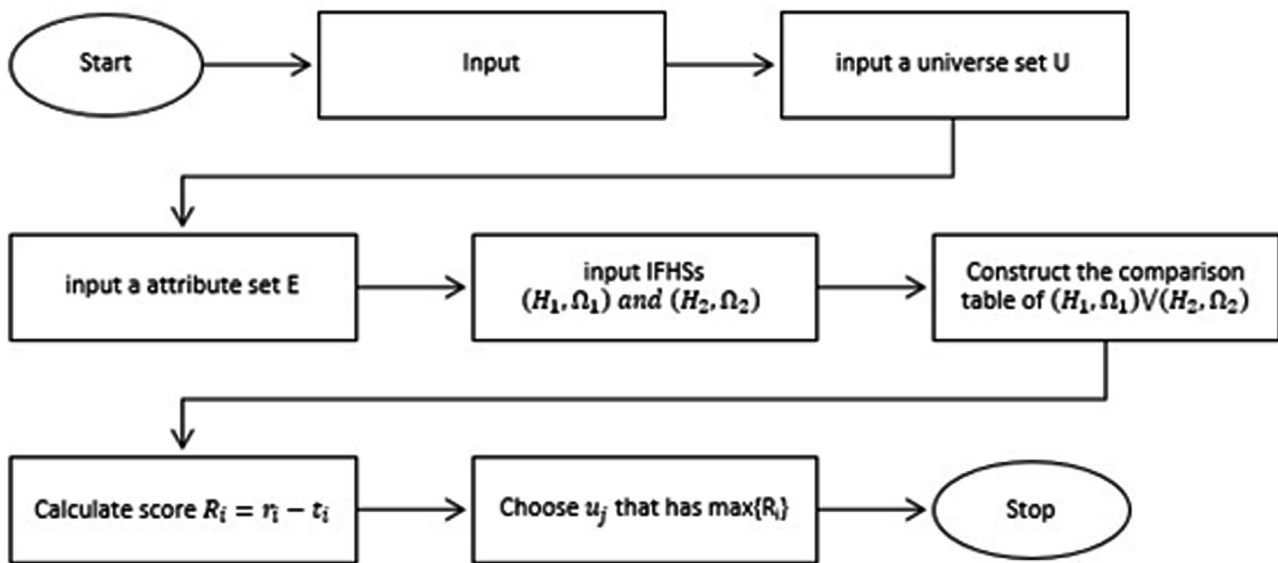 Start
Input
input a universe set U
input a attribute set E
input IFHSs
(H₁,Ω₁) and (H₂,Ω₂)
Construct the comparison
table of (H₁,Ω₁)⋁(H₂,Ω₂)
Calculate score Rᵢ = rᵢ − tᵢ
Choose uⱼ that has max{Rᵢ}
Stop